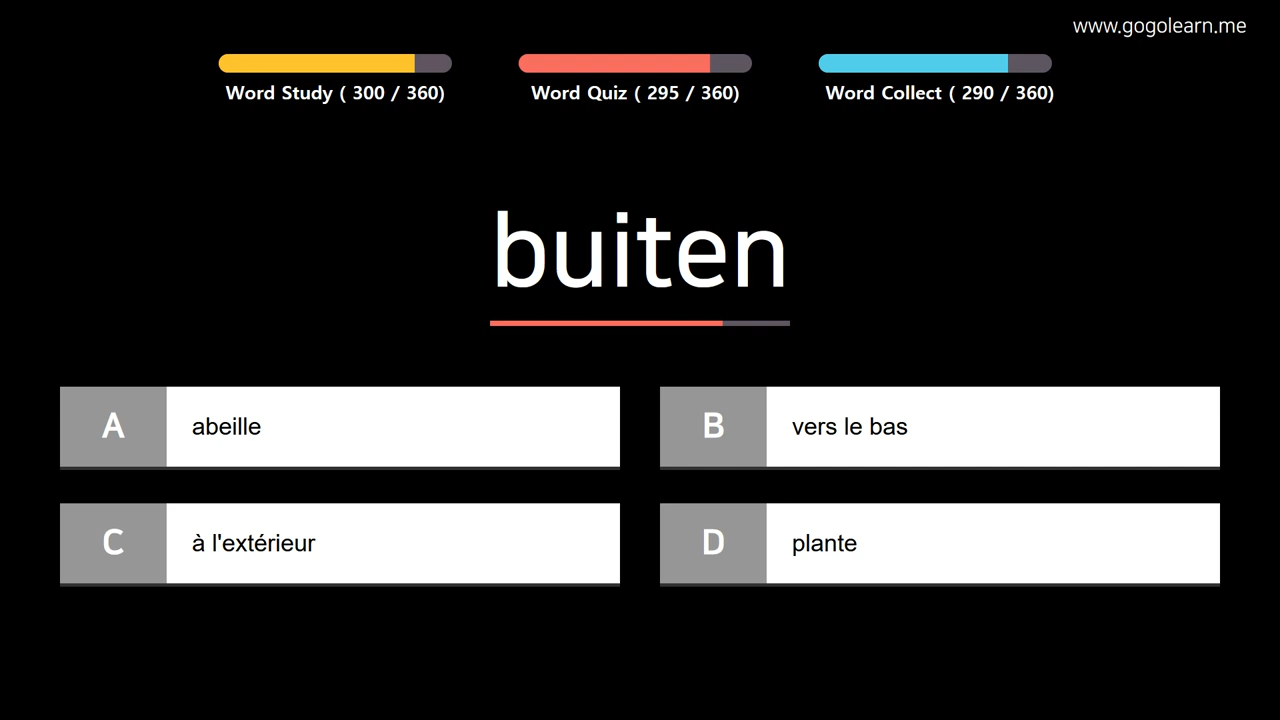 www.gogolearn.me
Word Study ( 300 / 360)
Word Quiz ( 295 / 360)
Word Collect ( 290 / 360)
buiten
A abeille
B vers le bas
C à l'extérieur
D plante